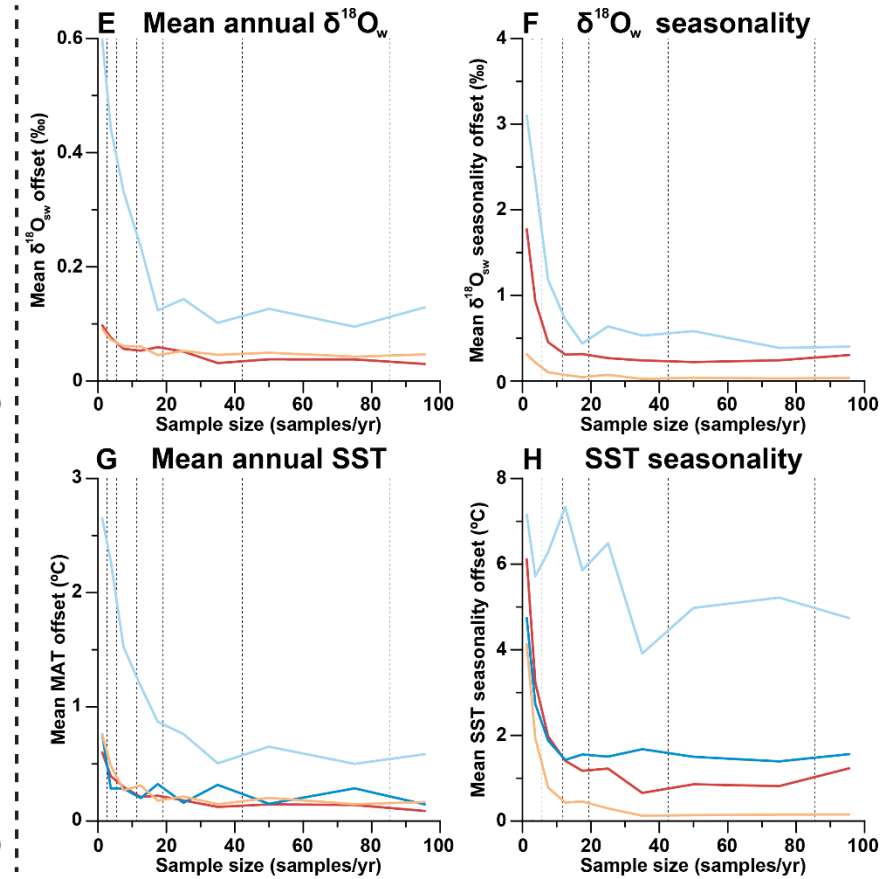 E Mean annual δ¹⁸Ow
0.6
0.4
0.2
0
Mean δ¹⁸Osw offset (‰)
0 20 40 60 80 100
Sample size (samples/yr)
F δ¹⁸Ow seasonality
4
3
2
1
0
Mean δ¹⁸Osw seasonality offset (‰)
0 20 40 60 80 100
Sample size (samples/yr)
G Mean annual SST
3
2
1
0
Mean MAT offset (ºC)
0 20 40 60 80 100
Sample size (samples/yr)
H SST seasonality
8
6
4
2
0
Mean SST seasonality offset (ºC)
0 20 40 60 80 100
Sample size (samples/yr)